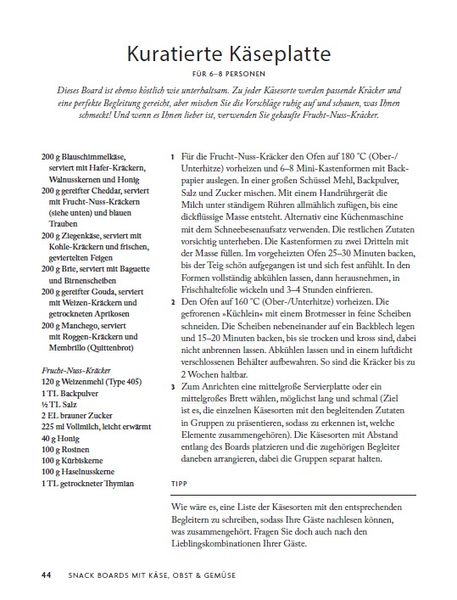 Kuratierte Käseplatte
FÜR 6–8 PERSONEN
Dieses Board ist ebenso köstlich wie unterhaltsam. Zu jeder Käsesorte werden passende Kräcker und
eine perfekte Begleitung gereicht, aber mischen Sie die Vorschläge ruhig auf und schauen, was Ihnen
schmeckt! Und wenn es Ihnen lieber ist, verwenden Sie gekaufte Frucht-Nuss-Kräcker.
200 g Blauschimmelkäse,
serviert mit Hafer-Kräckern,
Walnusskernen und Honig
200 g gereifter Cheddar, serviert
mit Frucht-Nuss-Kräckern
(siehe unten) und blauen
Trauben
200 g Ziegenkäse, serviert mit
Kohle-Kräckern und frischen,
geviertelten Feigen
200 g Brie, serviert mit Baguette
und Birnenscheiben
200 g gereifter Gouda, serviert
mit Weizen-Kräckern und
getrockneten Aprikosen
200 g Manchego, serviert
mit Roggen-Kräckern und
Membrillo (Quittenbrot)
Frucht-Nuss-Kräcker
120 g Weizenmehl (Type 405)
1 TL Backpulver
½ TL Salz
2 EL brauner Zucker
225 ml Vollmilch, leicht erwärmt
40 g Honig
100 g Rosinen
100 g Kürbiskerne
100 g Haselnusskerne
1 TL getrockneter Thymian
1 Für die Frucht-Nuss-Kräcker den Ofen auf 180 °C (Ober-/
Unterhitze) vorheizen und 6–8 Mini-Kastenformen mit Back-
papier auslegen. In einer großen Schüssel Mehl, Backpulver,
Salz und Zucker mischen. Mit einem Handrührgerät die
Milch unter ständigem Rühren allmählich zufügen, bis eine
dickflüssige Masse entsteht. Alternativ eine Küchenmaschine
mit dem Schneebesenaufsatz verwenden. Die restlichen Zutaten
vorsichtig unterheben. Die Kastenformen zu zwei Dritteln mit
der Masse füllen. Im vorgeheizten Ofen 25–30 Minuten backen,
bis der Teig schön aufgegangen ist und sich fest anfühlt. In den
Formen vollständig abkühlen lassen, herausnehmen, in
Frischhaltefolie wickeln und 3–4 Stunden einfrieren.
2 Den Ofen auf 160 °C (Ober-/Unterhitze) vorheizen. Die
gefrorenen »Küchlein« mit einem Brotmesser in feine Scheiben
schneiden. Die Scheiben nebeneinander auf ein Backblech legen
und 15–20 Minuten backen, bis sie trocken und kross sind, dabei
nicht anbrennen lassen. Abkühlen lassen und in einem luftdicht
verschlossenen Behälter aufbewahren. So sind die Kräcker bis zu
2 Wochen haltbar.
3 Zum Anrichten eine mittelgroße Servierplatte oder ein
mittelgroßes Brett wählen, möglichst lang und schmal (Ziel
ist es, die einzelnen Käsesorten mit den begleitenden Zutaten
in Gruppen zu präsentieren, sodass zu erkennen ist, welche
Elemente zusammengehören). Die Käsesorten mit Abstand
entlang des Boards platzieren und die zugehörigen Begleiter
daneben arrangieren, dabei die Gruppen separat halten.
TIPP
Wie wäre es, eine Liste der Käsesorten mit den entsprechenden
Begleitern zu schreiben, sodass Ihre Gäste nachlesen können,
was zusammengehört. Fragen Sie doch auch nach den
Lieblingskombinationen Ihrer Gäste.
44 SNACK BOARDS MIT KÄSE, OBST & GEMÜSE